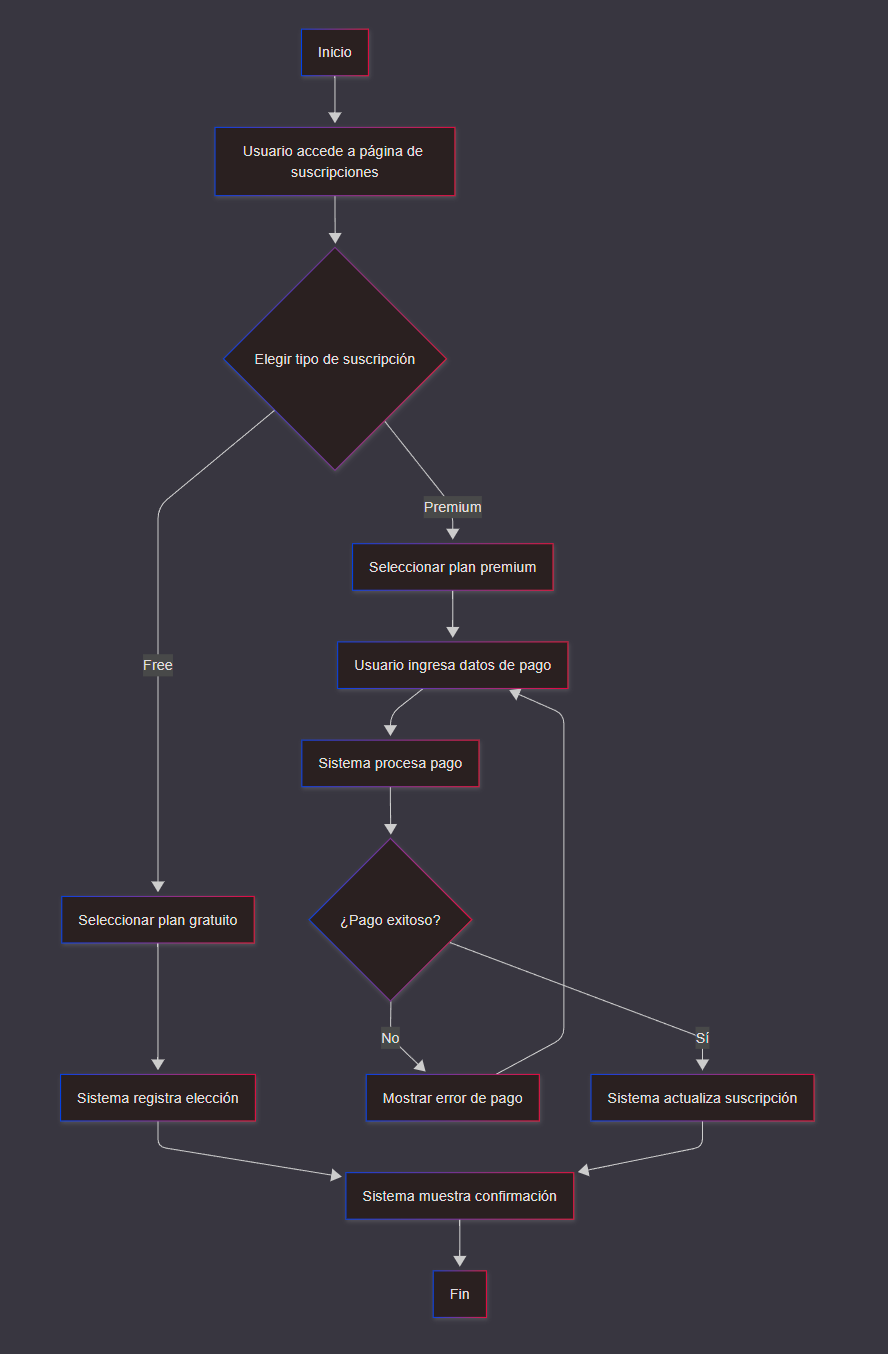 Inicio
Usuario accede a página de
suscripciones
Elegir tipo de suscripción
Premium
Seleccionar plan premium
Free
Usuario ingresa datos de pago
Sistema procesa pago
Seleccionar plan gratuito
¿Pago exitoso?
No
Sí
Sistema registra elección
Mostrar error de pago
Sistema actualiza suscripción
Sistema muestra confirmación
Fin